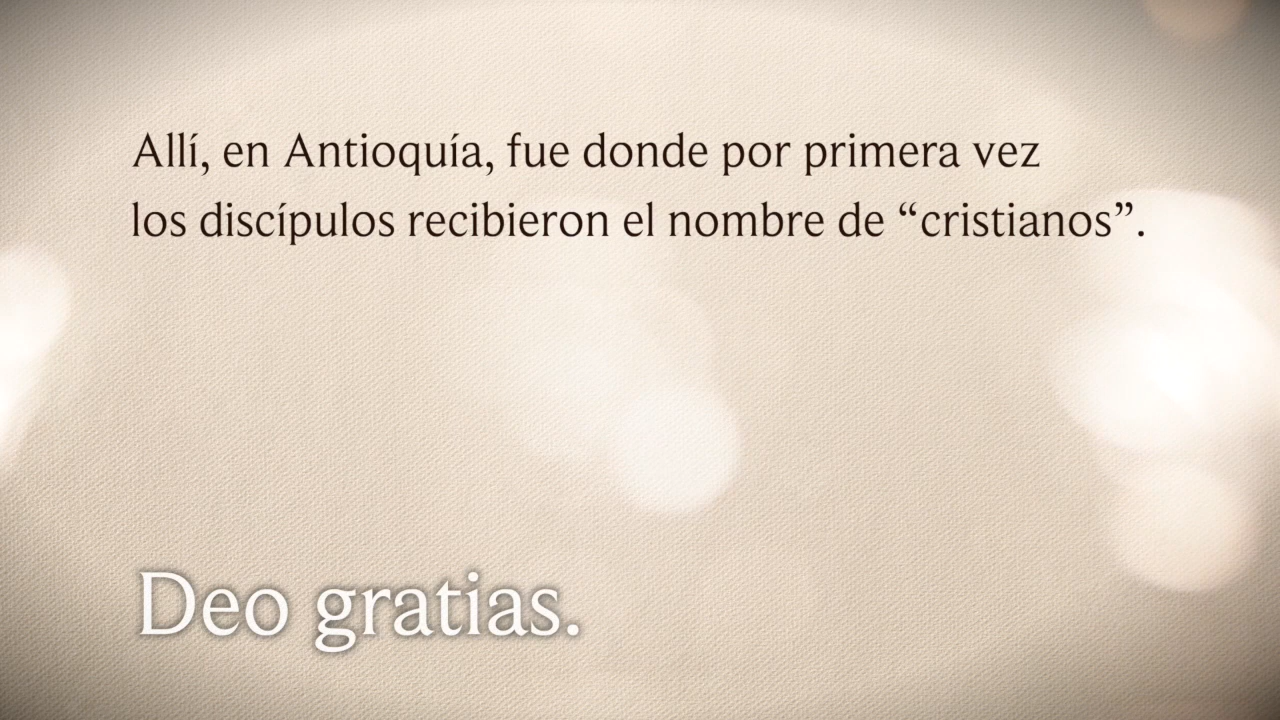 Allí, en Antioquía, fue donde por primera vez
los discípulos recibieron el nombre de “cristianos”.
Deo gratias.